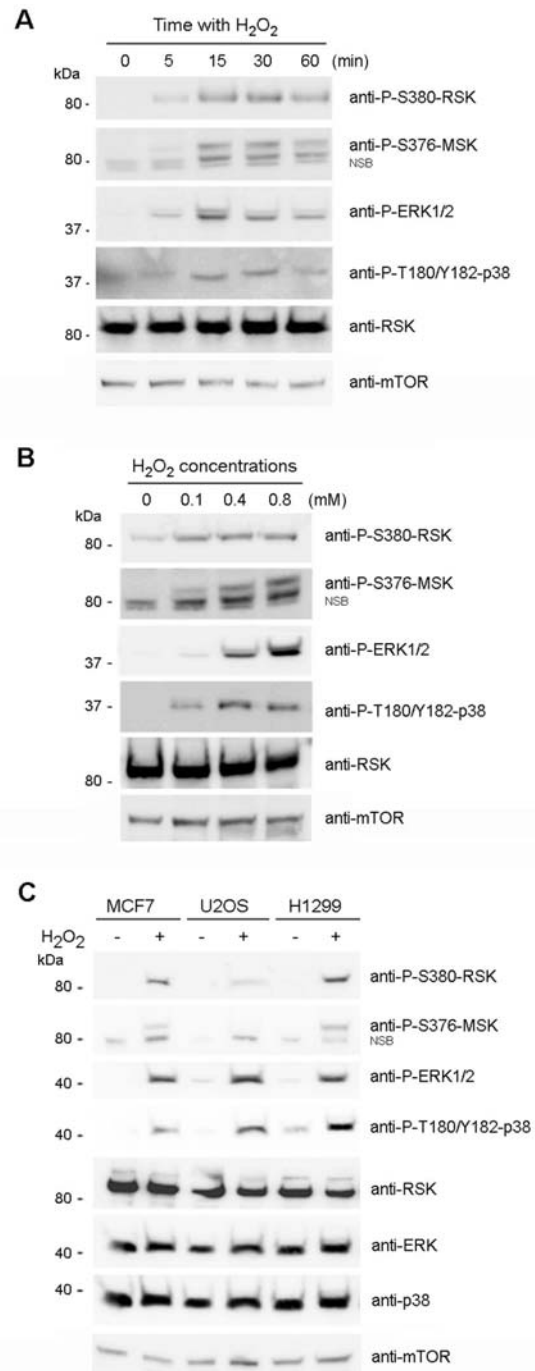 A
Time with H₂O₂
0 5 15 30 60 (min)
kDa
80 - anti-P-S380-RSK
anti-P-S376-MSK
80 - NSB
anti-P-ERK1/2
37 -
anti-P-T180/Y182-p38
37 -
anti-RSK
80 -
anti-mTOR
B
H₂O₂ concentrations
0 0.1 0.4 0.8 (mM)
kDa
anti-P-S380-RSK
80 -
anti-P-S376-MSK
80 - NSB
anti-P-ERK1/2
37 -
37 - anti-P-T180/Y182-p38
anti-RSK
80 -
anti-mTOR
C
MCF7 U2OS H1299
H₂O₂ - + - + - +
kDa
anti-P-S380-RSK
80 -
anti-P-S376-MSK
80 - NSB
40 - anti-P-ERK1/2
40 - anti-P-T180/Y182-p38
anti-RSK
80 -
anti-ERK
40 -
40 -
anti-p38
anti-mTOR